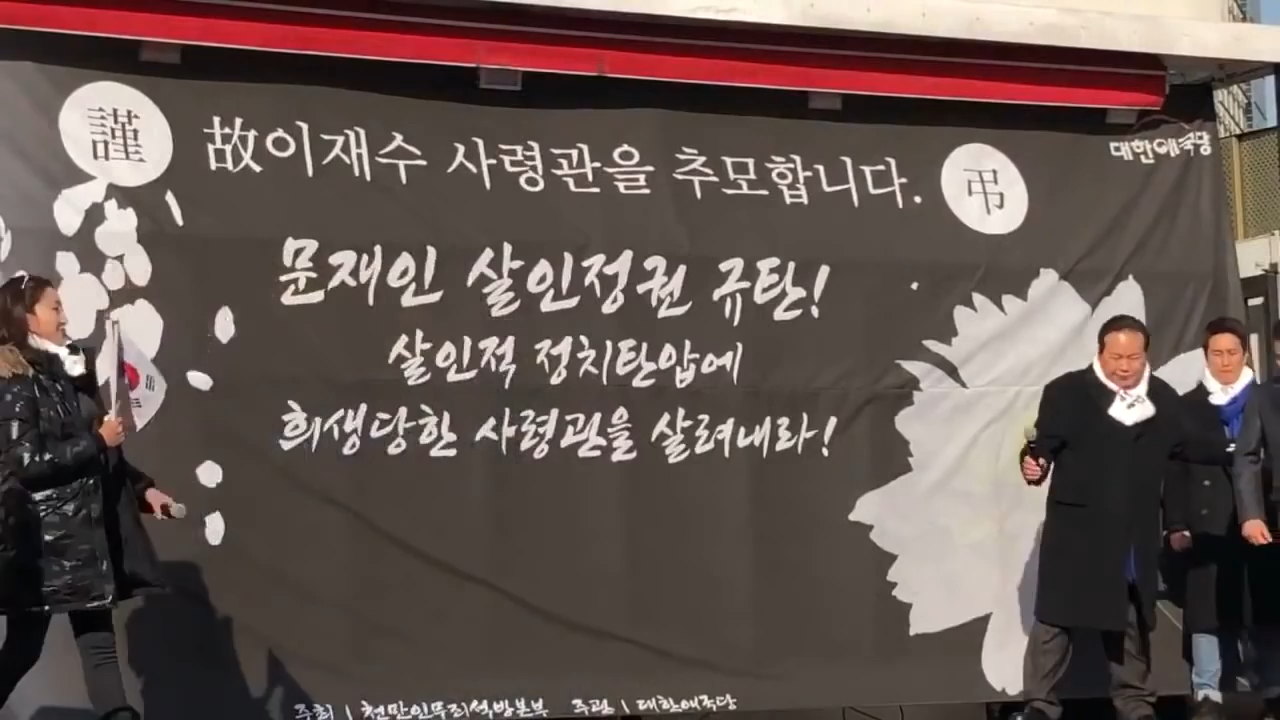 謹 故이재수 사령관을 추모합니다. 弔
대한애국당
문재인 살인정권 규탄!
살인적 정치탄압에
희생당한 사령관을 살려내라!
주최 | 천만인무죄석방본부 주관 | 대한애국당